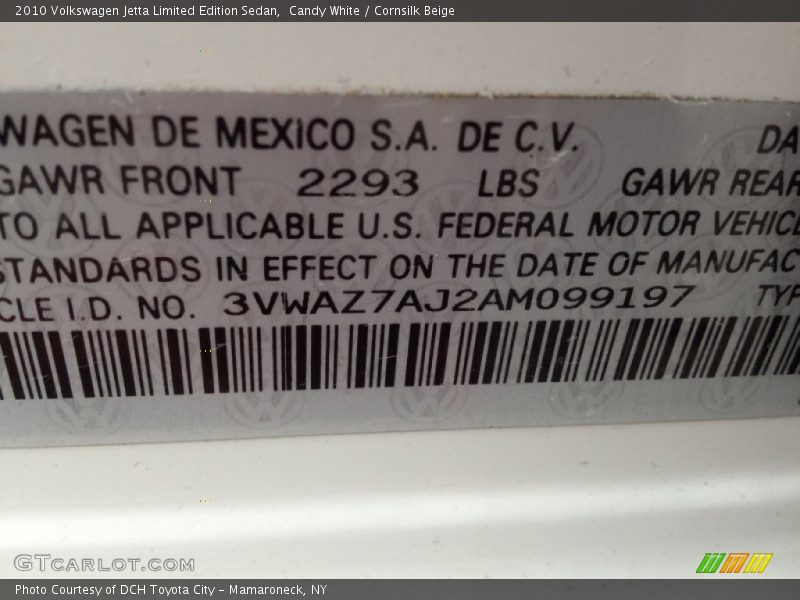 2010 Volkswagen Jetta Limited Edition Sedan,  Candy White / Cornsilk Beige
WAGEN DE MEXICO S.A. DE C.V. DA
GAWR FRONT 2293 LBS GAWR REAR
TO ALL APPLICABLE U.S. FEDERAL MOTOR VEHICLE
STANDARDS IN EFFECT ON THE DATE OF MANUFAC
CLE I.D. NO. 3VWAZ7AJ2AM099197 TYP
GTCarlot.com
Photo Courtesy of DCH Toyota City – Mamaroneck, NY